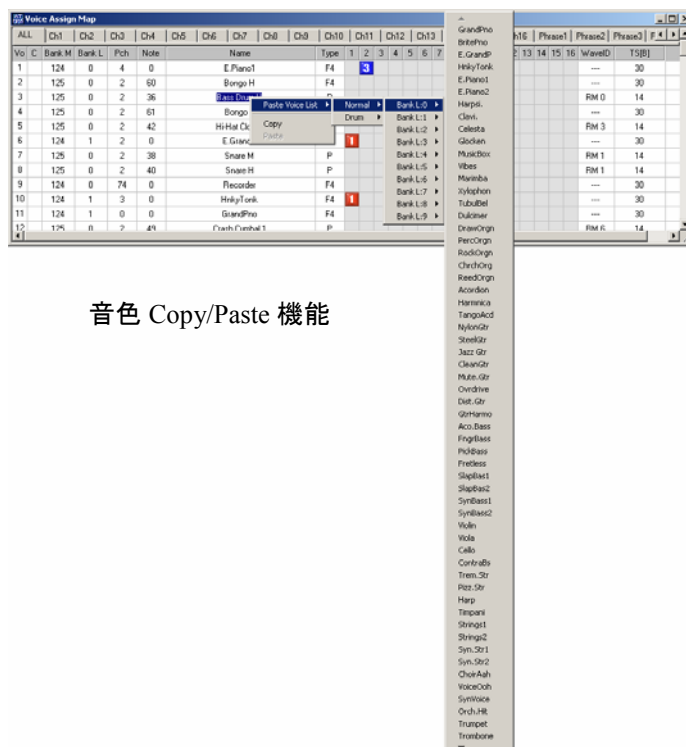 Voice Assign Map
ALL Ch1 Ch2 Ch3 Ch4 Ch5 Ch6 Ch7 Ch8 Ch9 Ch10 Ch11 Ch12 Ch13 h16 Phrase1 Phrase2 Phrase3
Vo C Bank.M Bank.L Pch Note Name Type 1 2 3 4 5 6 7 2 13 14 15 16 WaveID TS[B]
1 124 0 4 0 E.Piano1 F4 3 --- 30
2 125 0 2 60 Bongo H F4 --- 30
3 125 0 2 36 Bass Drum RM 0 14
4 125 0 2 61 Bongo --- 30
5 125 0 2 42 Hi-Hat Clo RM 3 14
6 124 1 2 0 E.Gran 1 --- 30
7 125 0 2 38 Snare M P RM 1 14
8 125 0 2 40 Snare H P RM 1 14
9 124 0 74 0 Recorder F4 --- 30
10 124 1 3 0 HnkyTonk F4 1 --- 30
11 124 1 0 0 GrandPno F4 --- 30
12 125 0 2 49 Crash Cymbal 1 P RM 6 14
Paste Voice List
Copy
Paste
Normal
Drum
Bank L:0
Bank L:1
Bank L:2
Bank L:3
Bank L:4
Bank L:5
Bank L:6
Bank L:7
Bank L:8
Bank L:9
GrandPno
BritePno
E.GrandP
HnkyTonk
E.Piano1
E.Piano2
Harpsi.
Clavi.
Celesta
Glocken
MusicBox
Vibes
Marimba
Xylophon
TubulBel
Dulcimer
DrawOrgn
PercOrgn
RockOrgn
ChrchOrg
ReedOrgn
Acordion
Harmnica
TangoAcd
NylonGtr
SteelGtr
Jazz Gtr
CleanGtr
Mute.Gtr
Ovrdrive
Dist.Gtr
GtrHarmo
Aco.Bass
FngrBass
PickBass
Fretless
SlapBas1
SlapBas2
SynBass1
SynBass2
Violin
Viola
Cello
ContraBs
Trem.Str
Pizz.Str
Harp
Timpani
Strings1
Strings2
Syn.Str1
Syn.Str2
ChoirAah
VoiceOoh
SynVoice
Orch.Hit
Trumpet
Trombone
音色 Copy/Paste 機能